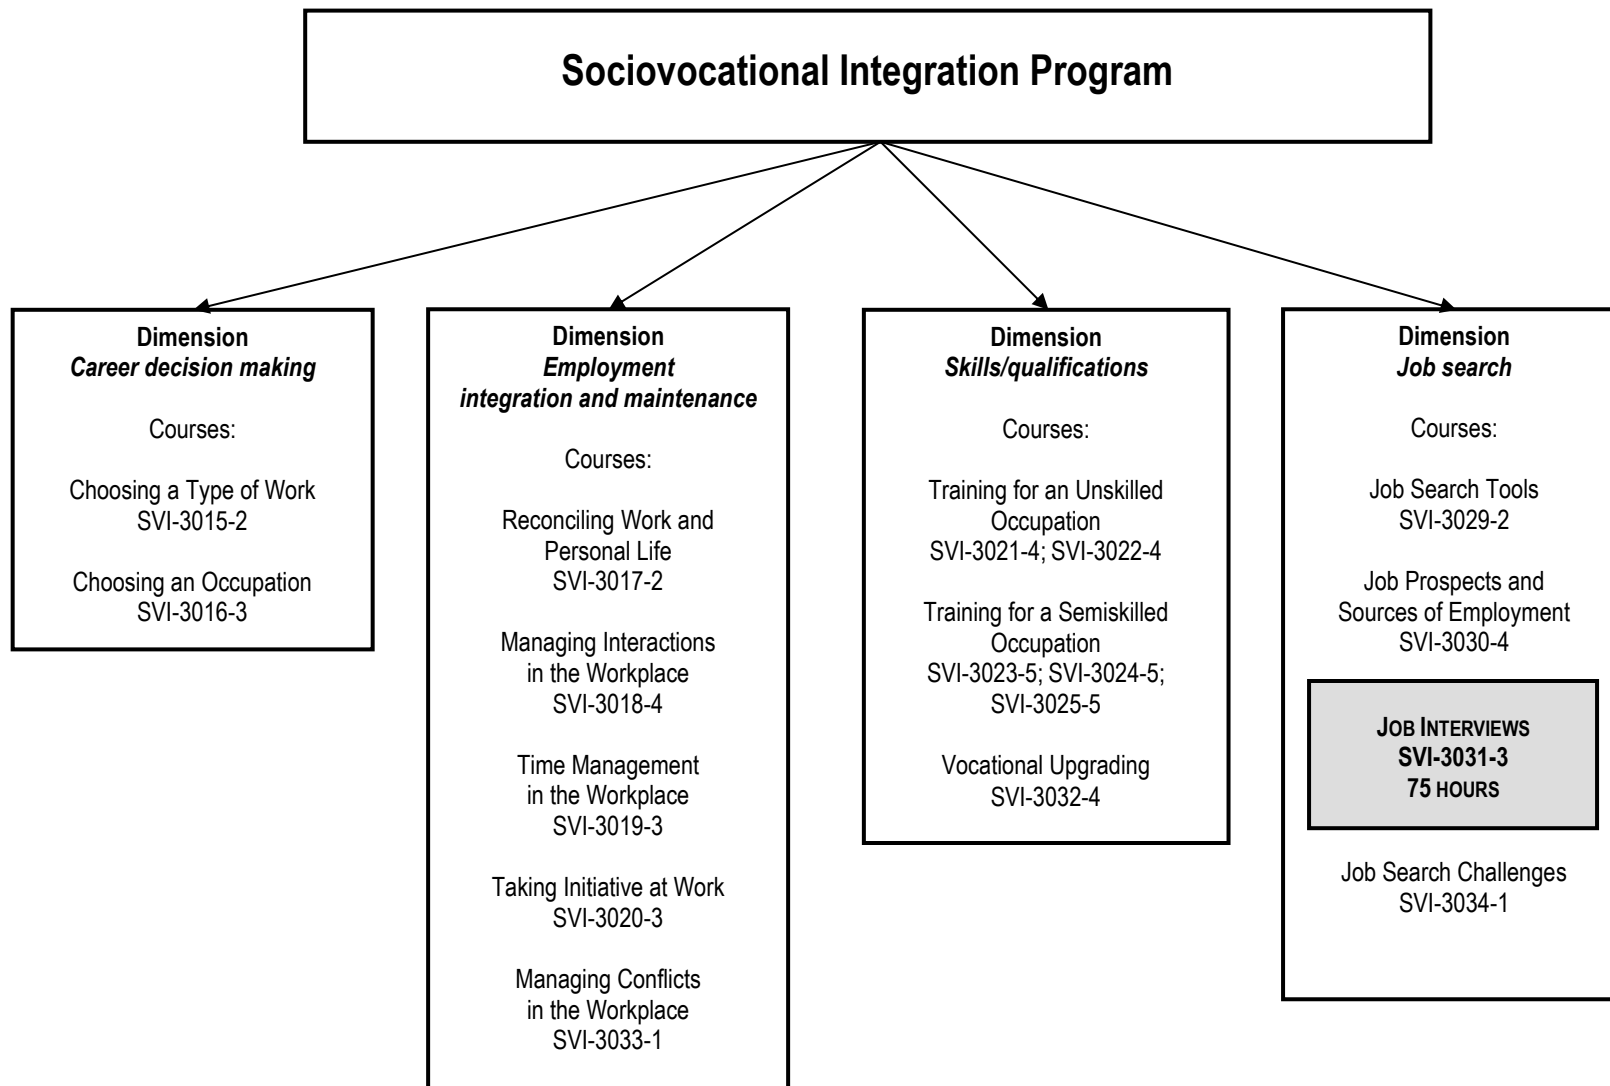 Sociovocational Integration Program
Dimension
Career decision making
Courses:
Choosing a Type of Work
SVI-3015-2
Choosing an Occupation
SVI-3016-3
Dimension
Employment
integration and maintenance
Courses:
Reconciling Work and
Personal Life
SVI-3017-2
Managing Interactions
in the Workplace
SVI-3018-4
Time Management
in the Workplace
SVI-3019-3
Taking Initiative at Work
SVI-3020-3
Managing Conflicts
in the Workplace
SVI-3033-1
Dimension
Skills/qualifications
Courses:
Training for an Unskilled
Occupation
SVI-3021-4; SVI-3022-4
Training for a Semiskilled
Occupation
SVI-3023-5; SVI-3024-5;
SVI-3025-5
Vocational Upgrading
SVI-3032-4
Dimension
Job search
Courses:
Job Search Tools
SVI-3029-2
Job Prospects and
Sources of Employment
SVI-3030-4
JOB INTERVIEWS
SVI-3031-3
75 HOURS
Job Search Challenges
SVI-3034-1